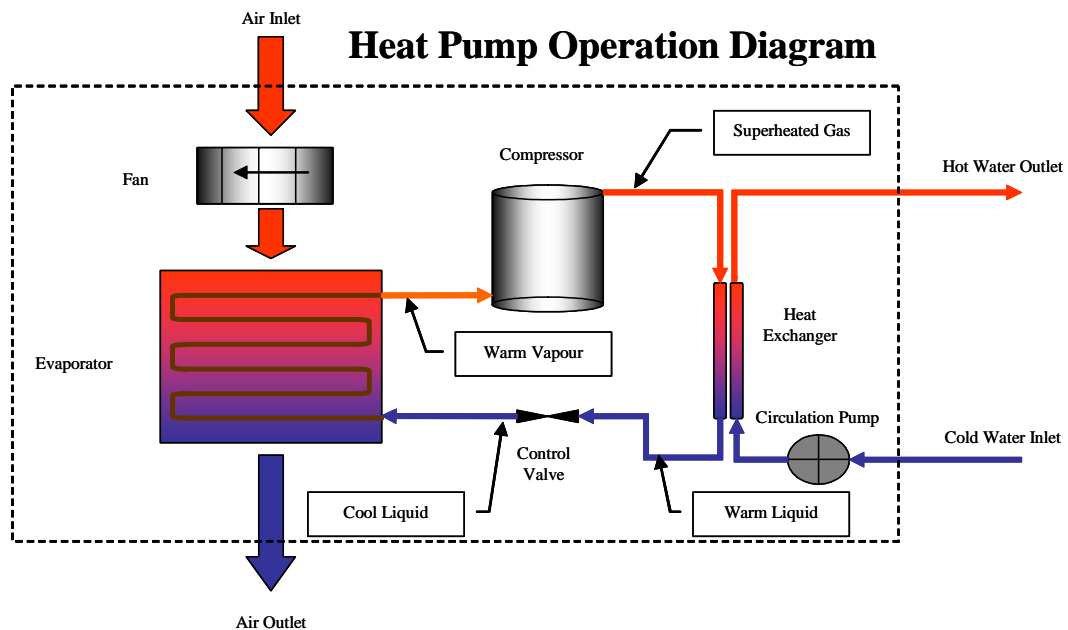 Air Inlet
Heat Pump Operation Diagram
Superheated Gas
Compressor
Hot Water Outlet
Fan
Heat
Exchanger
Warm Vapour
Evaporator
Circulation Pump
Cold Water Inlet
Control
Valve
Cool Liquid
Warm Liquid
Air Outlet